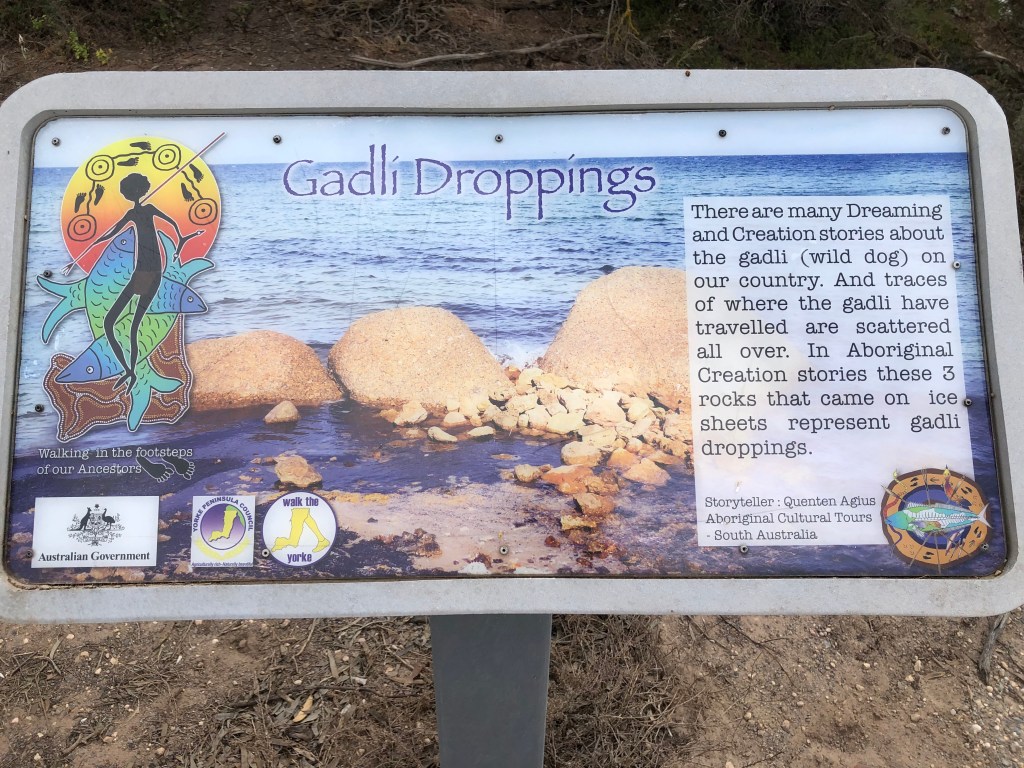 Gadli Droppings
There are many Dreaming
and Creation stories about
the gadli (wild dog) on
our country. And traces
of where the gadli have
travelled are scattered
all over. In Aboriginal
Creation stories these 3
rocks that came on ice
sheets represent gadli
droppings.
Storyteller : Quenten Agius
Aboriginal Cultural Tours
- South Australia
Walking in the footsteps
of our Ancestors
Australian Government
YORKE PENINSULA COUNCIL
walk the
yorke